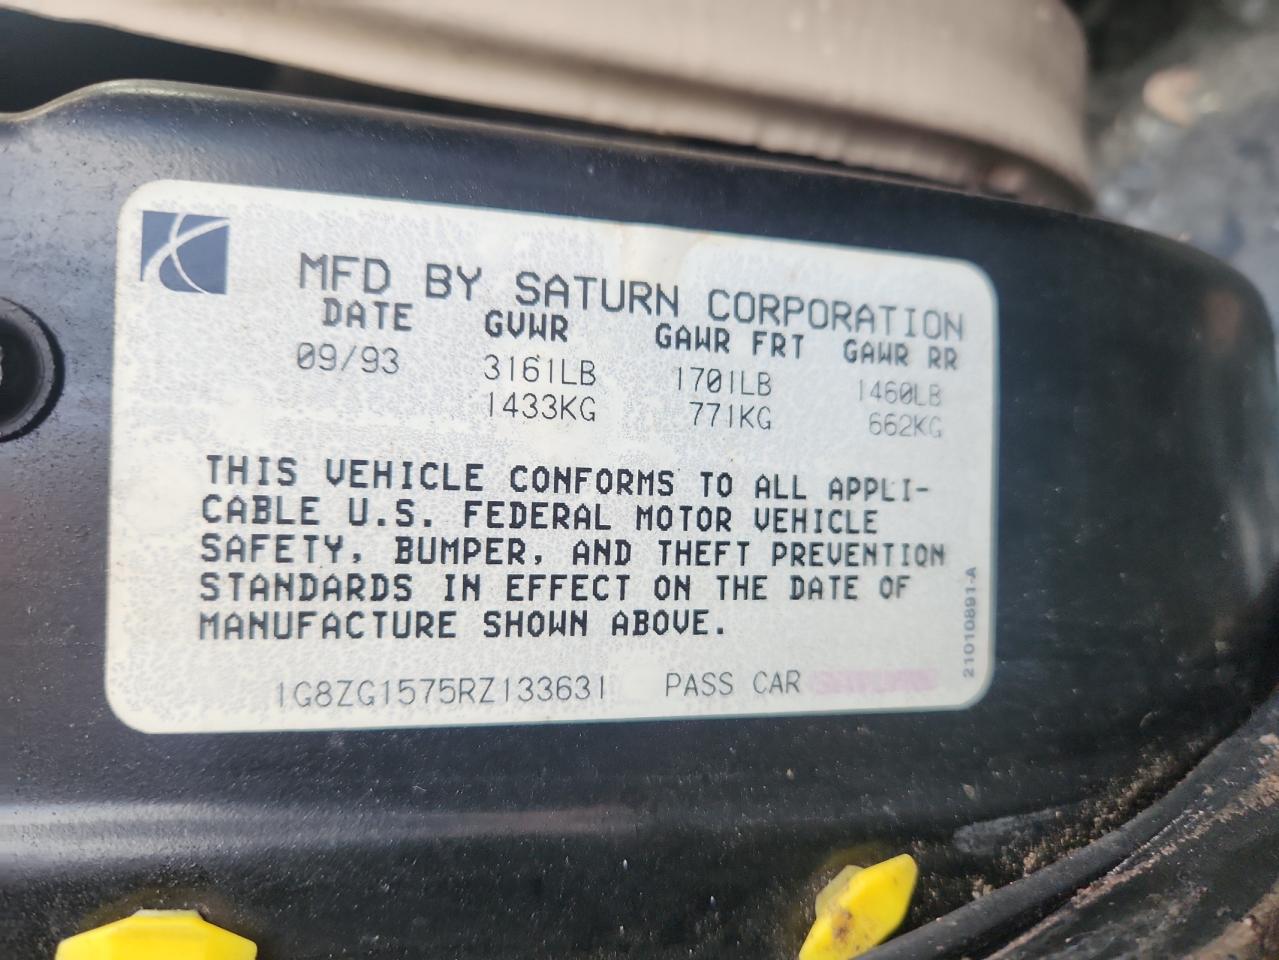 MFD BY SATURN CORPORATION
DATE GVWR GAWR FRT GAWR RR
09/93 3161LB 1701LB 1460LB
1433KG 771KG 662KG
THIS VEHICLE CONFORMS TO ALL APPLI-
CABLE U.S. FEDERAL MOTOR VEHICLE
SAFETY, BUMPER, AND THEFT PREVENTION
STANDARDS IN EFFECT ON THE DATE OF
MANUFACTURE SHOWN ABOVE.
1G8ZG1575RZ133631 PASS CAR
21010891-A